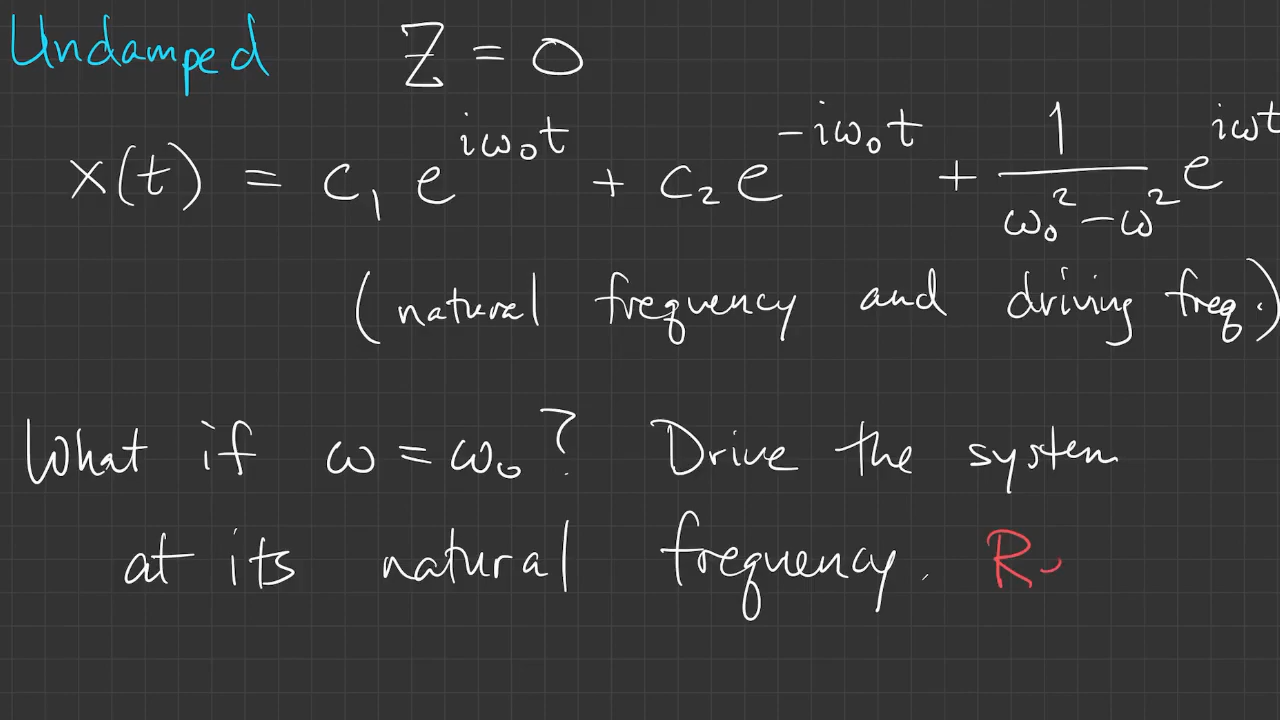 Undamped Z = 0
x(t) = c₁ e^{iω₀t} + c₂ e^{-iω₀t} + \frac{1}{ω₀² - ω²} e^{iωt}
(natural frequency and driving freq.)
What if ω = ω₀? Drive the system
at its natural frequency. R